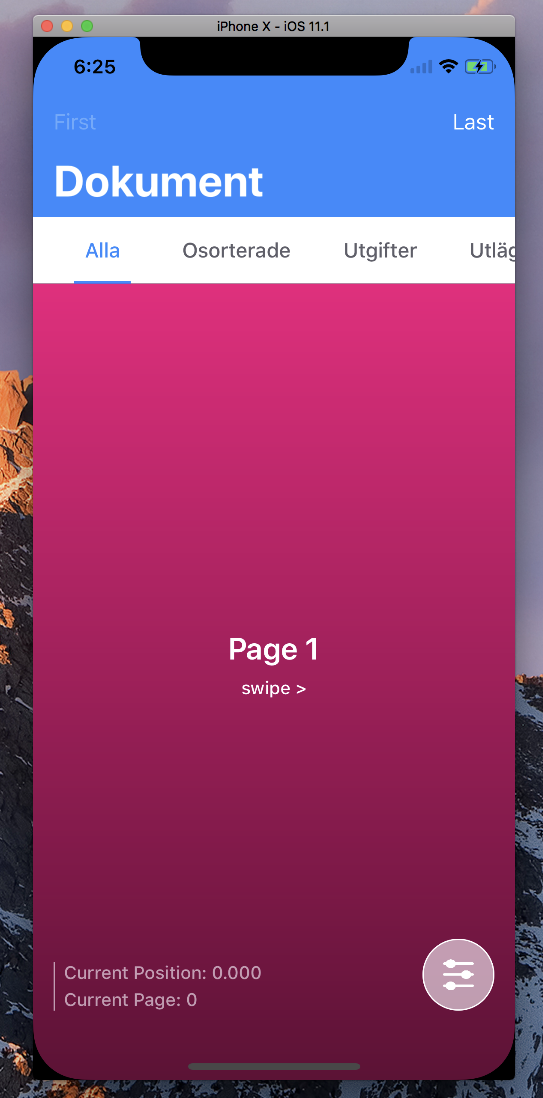 iPhone X - iOS 11.1
6:25
First
Last
Dokument
Alla Osorterade Utgifter Utläg
Page 1
swipe >
Current Position: 0.000
Current Page: 0